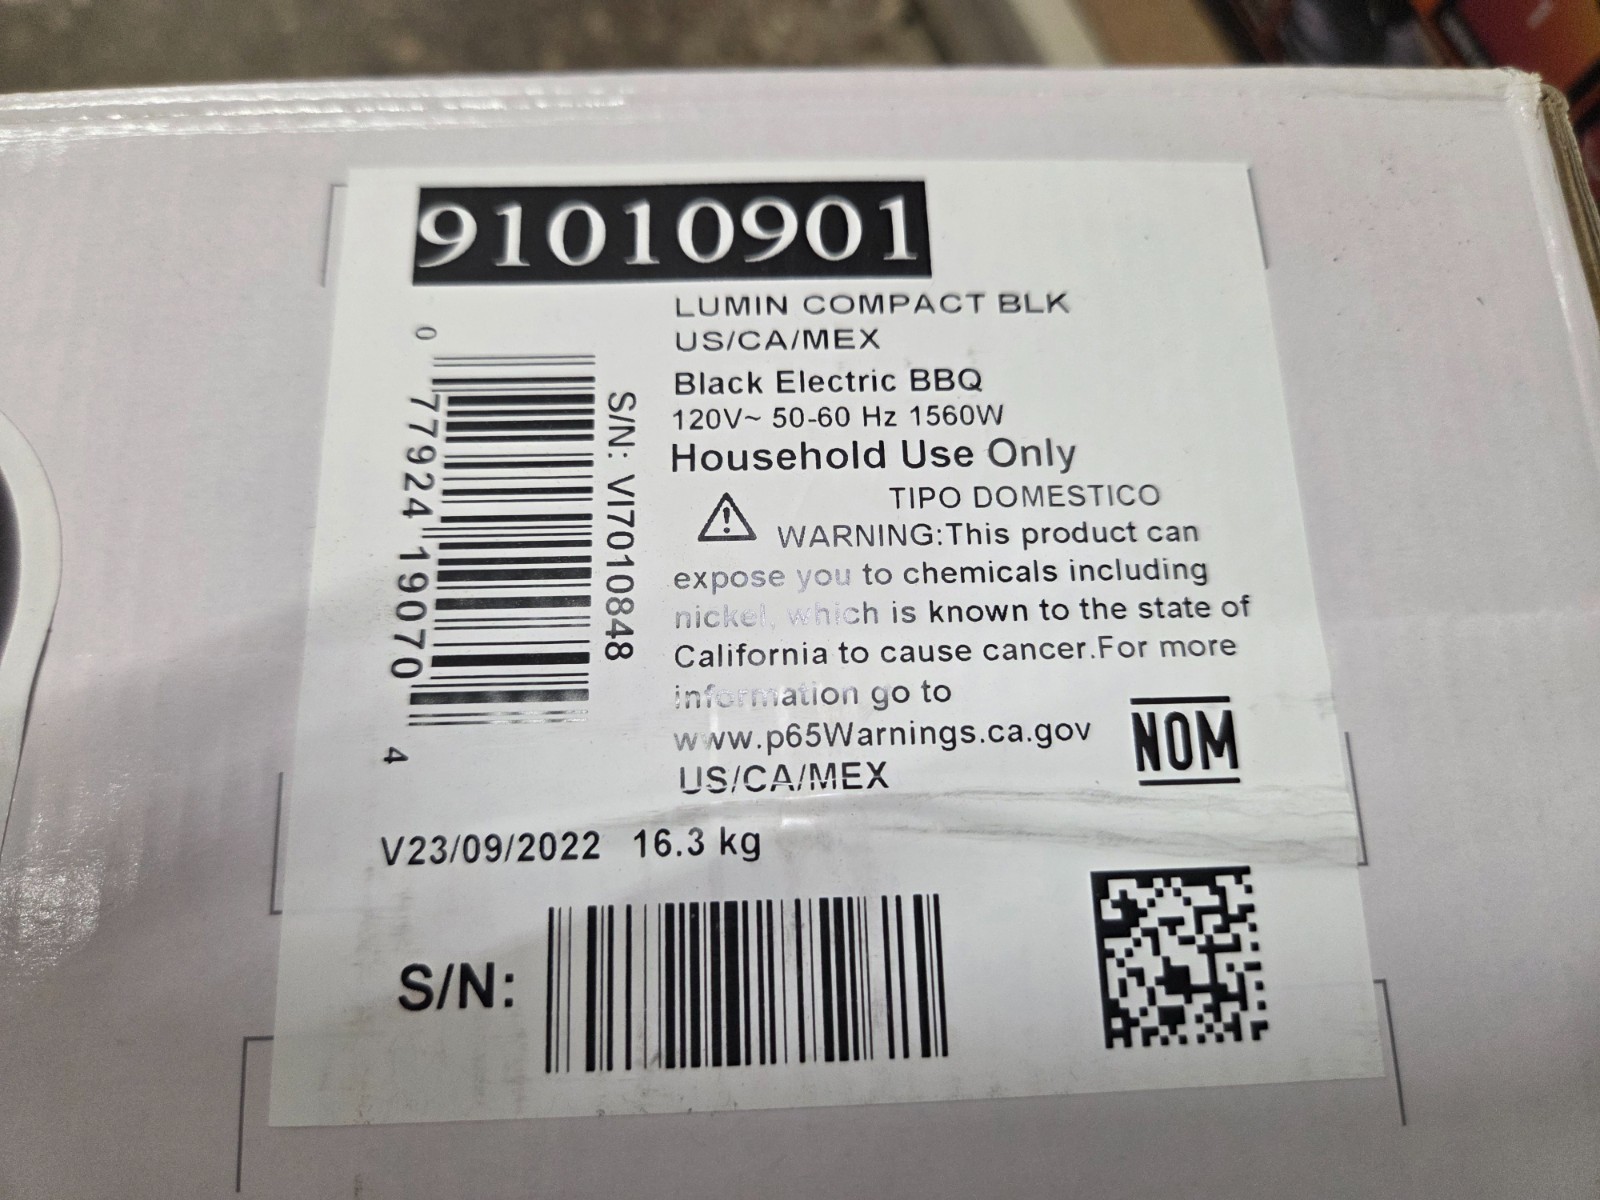 91010901
LUMIN COMPACT BLK
US/CA/MEX
Black Electric BBQ
120V~ 50-60 Hz 1560W
Household Use Only
TIPO DOMESTICO
WARNING:This product can
expose you to chemicals including
nickel, which is known to the state of
California to cause cancer.For more
information go to
www.p65Warnings.ca.gov
US/CA/MEX
NOM
0 77924 19070 4
S/N: VI7010848
V23/09/2022 16.3 kg
S/N: